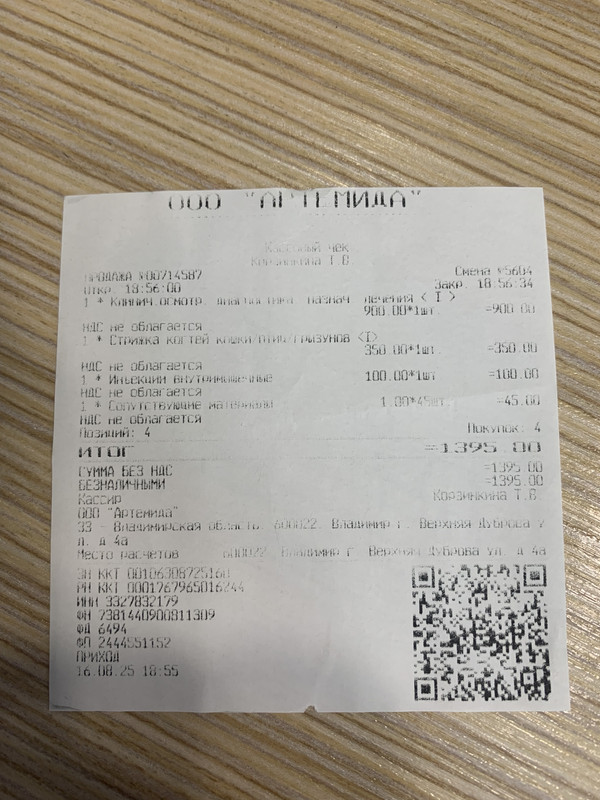 ООО "АРТЕМИДА"
Кассовый чек
Корзинкина Т.В.
ПРОДАЖА №00714587 Смена №5604
Откр. 18:56:00 Закр. 18:56:34
1 * Клинич.осмотр, диагностика, назнач. лечения < I >
900.00*1шт. =900.00
НДС не облагается
1 * Стрижка когтей кошки/птиц/грызунов <I>
350.00*1шт. =350.00
НДС не облагается
1 * Инъекции внутримышечные 100.00*1шт =100.00
НДС не облагается
1 * Сопутствующие материалы 1.00*45шт. =45.00
НДС не облагается
Позиций: 4 Покупок: 4
ИТОГ =1395.00
СУММА БЕЗ НДС =1395.00
БЕЗНАЛИЧНЫМИ =1395.00
Кассир Корзинкина Т.В.
ООО "Артемида"
33 - Владимирская область, 600022, Владимир г, Верхняя Дуброва у
л, д 4а
Место расчетов 600022, Владимир г, Верхняя Дуброва ул, д 4а
ЗН ККТ
РН ККТ
ИНН 3327832179
ФН 7381440900811309
ФД 6494
ФП 2444551152
ПРИХОД
16.08.25 18:55